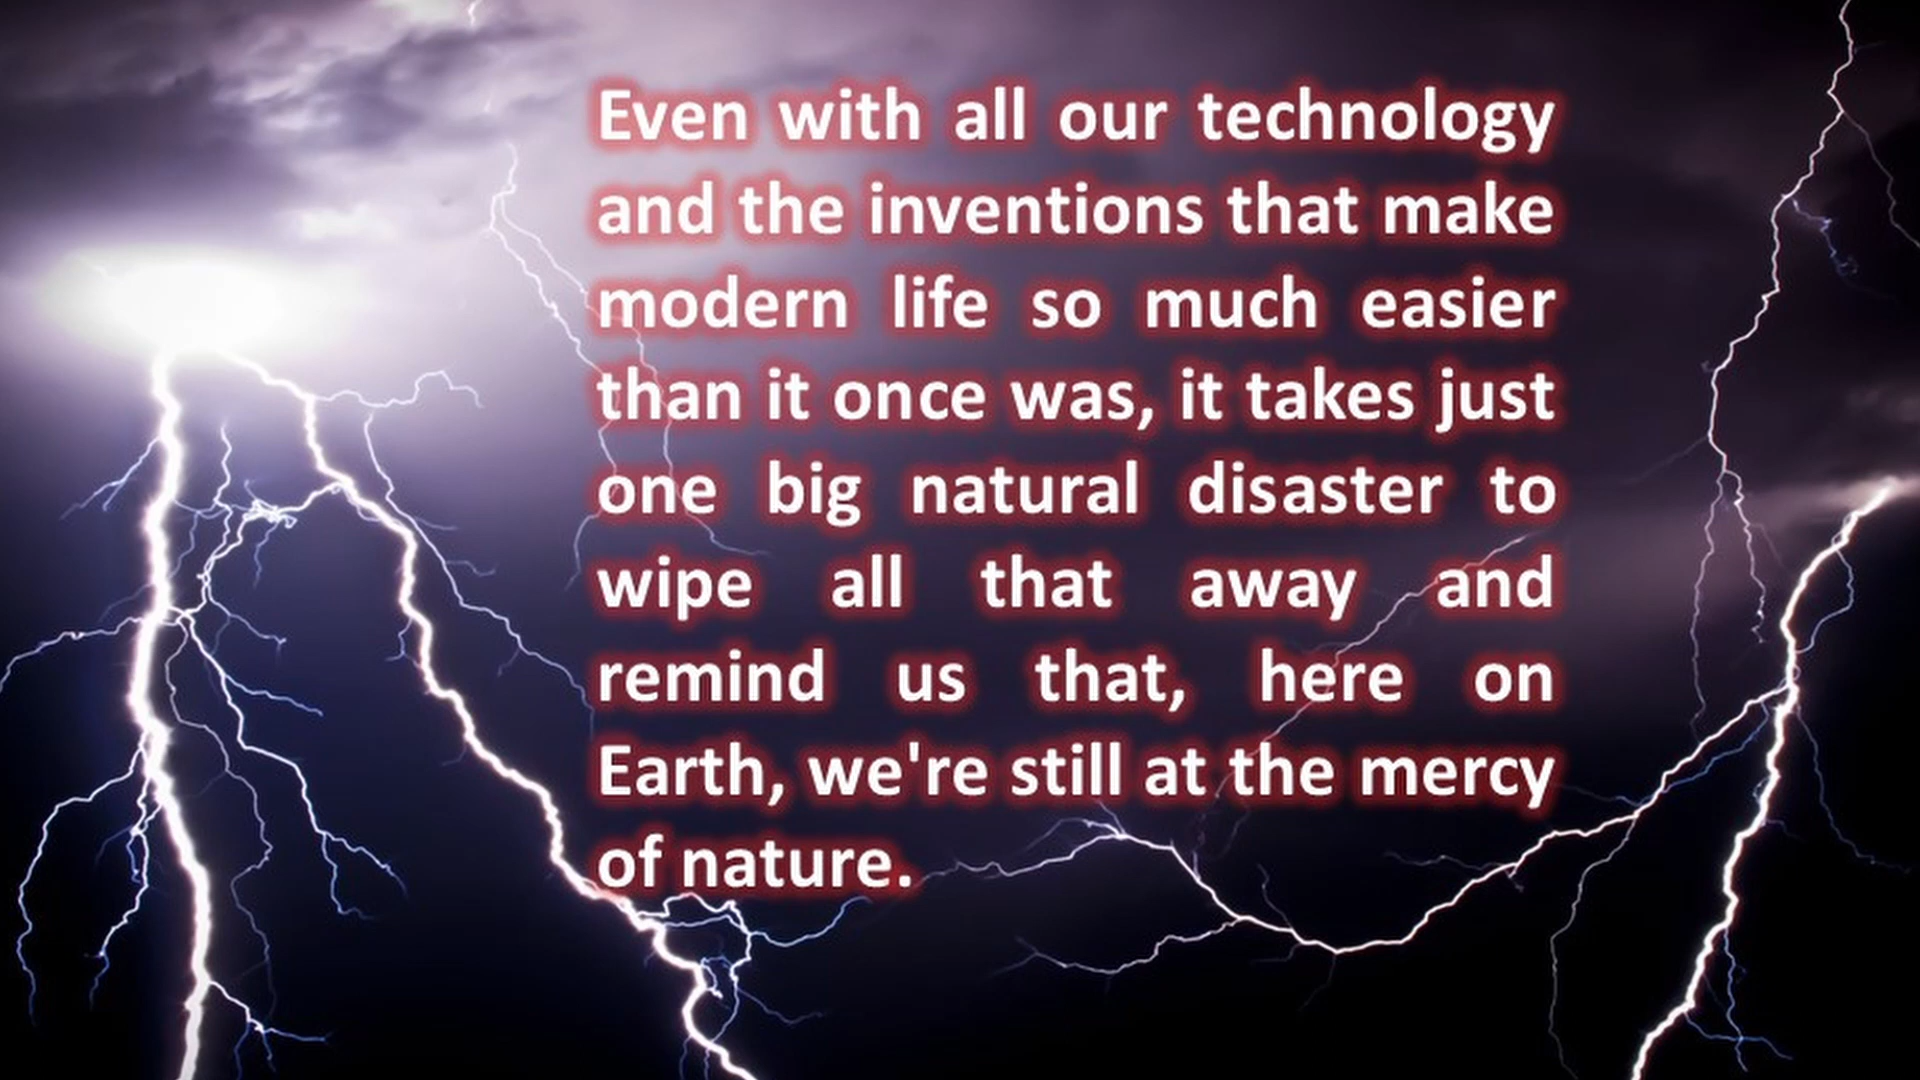 Even with all our technology
and the inventions that make
modern life so much easier
than it once was, it takes just
one big natural disaster to
wipe all that away and
remind us that, here on
Earth, we're still at the mercy
of nature.